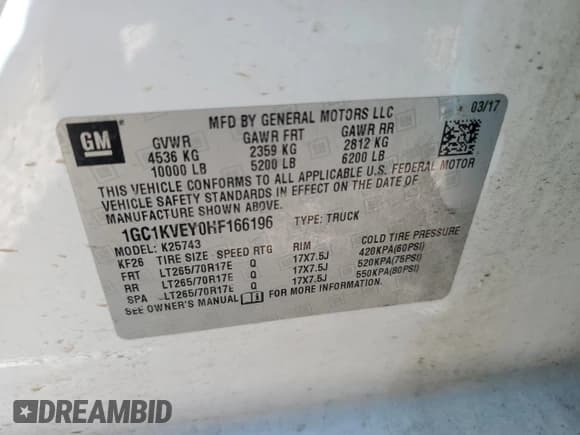 MFD BY GENERAL MOTORS LLC 03/17
GM
GVWR GAWR FRT GAWR RR
4536 KG 2359 KG 2812 KG
10000 LB 5200 LB 6200 LB
THIS VEHICLE CONFORMS TO ALL APPLICABLE U.S. FEDERAL MOTOR
VEHICLE SAFETY STANDARDS IN EFFECT ON THE DATE OF
MANUFACTURE SHOWN ABOVE.
1GC1KVEY0HF166196 TYPE: TRUCK
MODEL: K25743
KF26 TIRE SIZE SPEED RTG RIM COLD TIRE PRESSURE
FRT LT265/70R17E Q 17X7.5J 420KPA(60PSI)
RR LT265/70R17E Q 17X7.5J 520KPA(75PSI)
SPA LT265/70R17E Q 17X7.5J 550KPA(80PSI)
SEE OWNER'S MANUAL FOR MORE INFORMATION.
DREAMBID